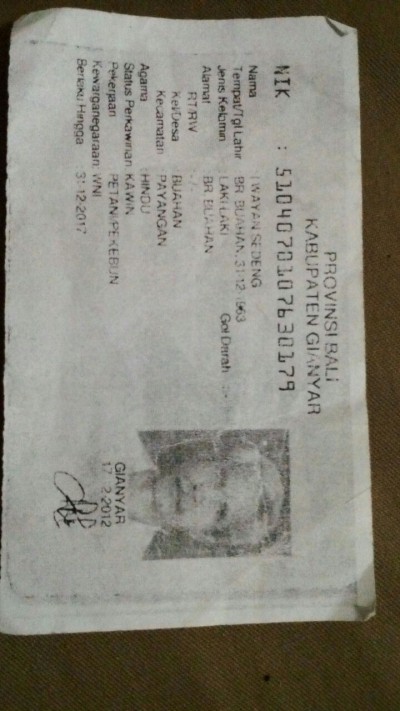 PROVINSI BALI
KABUPATEN GIANYAR
NIK : 5104070107630179
Nama I WAYAN SEDENG
Tempat/Tgl Lahir BR BUAHAN, 31-12-1963
Jenis Kelamin LAKI-LAKI Gol Darah
Alamat BR BUAHAN
RT/RW - / -
Kel/Desa BUAHAN
Kecamatan PAYANGAN
Agama HINDU
Status Perkawinan KAWIN
Pekerjaan PETANI/PEKEBUN
Kewarganegaraan WNI
Berlaku Hingga 31-12-2017
GIANYAR
2-2012